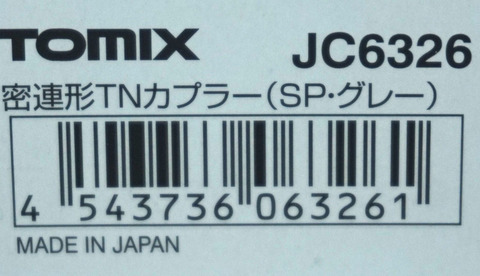 TOMIX JC6326
密連形TNカプラー(SP・グレー)
4 543736 063261
MADE IN JAPAN